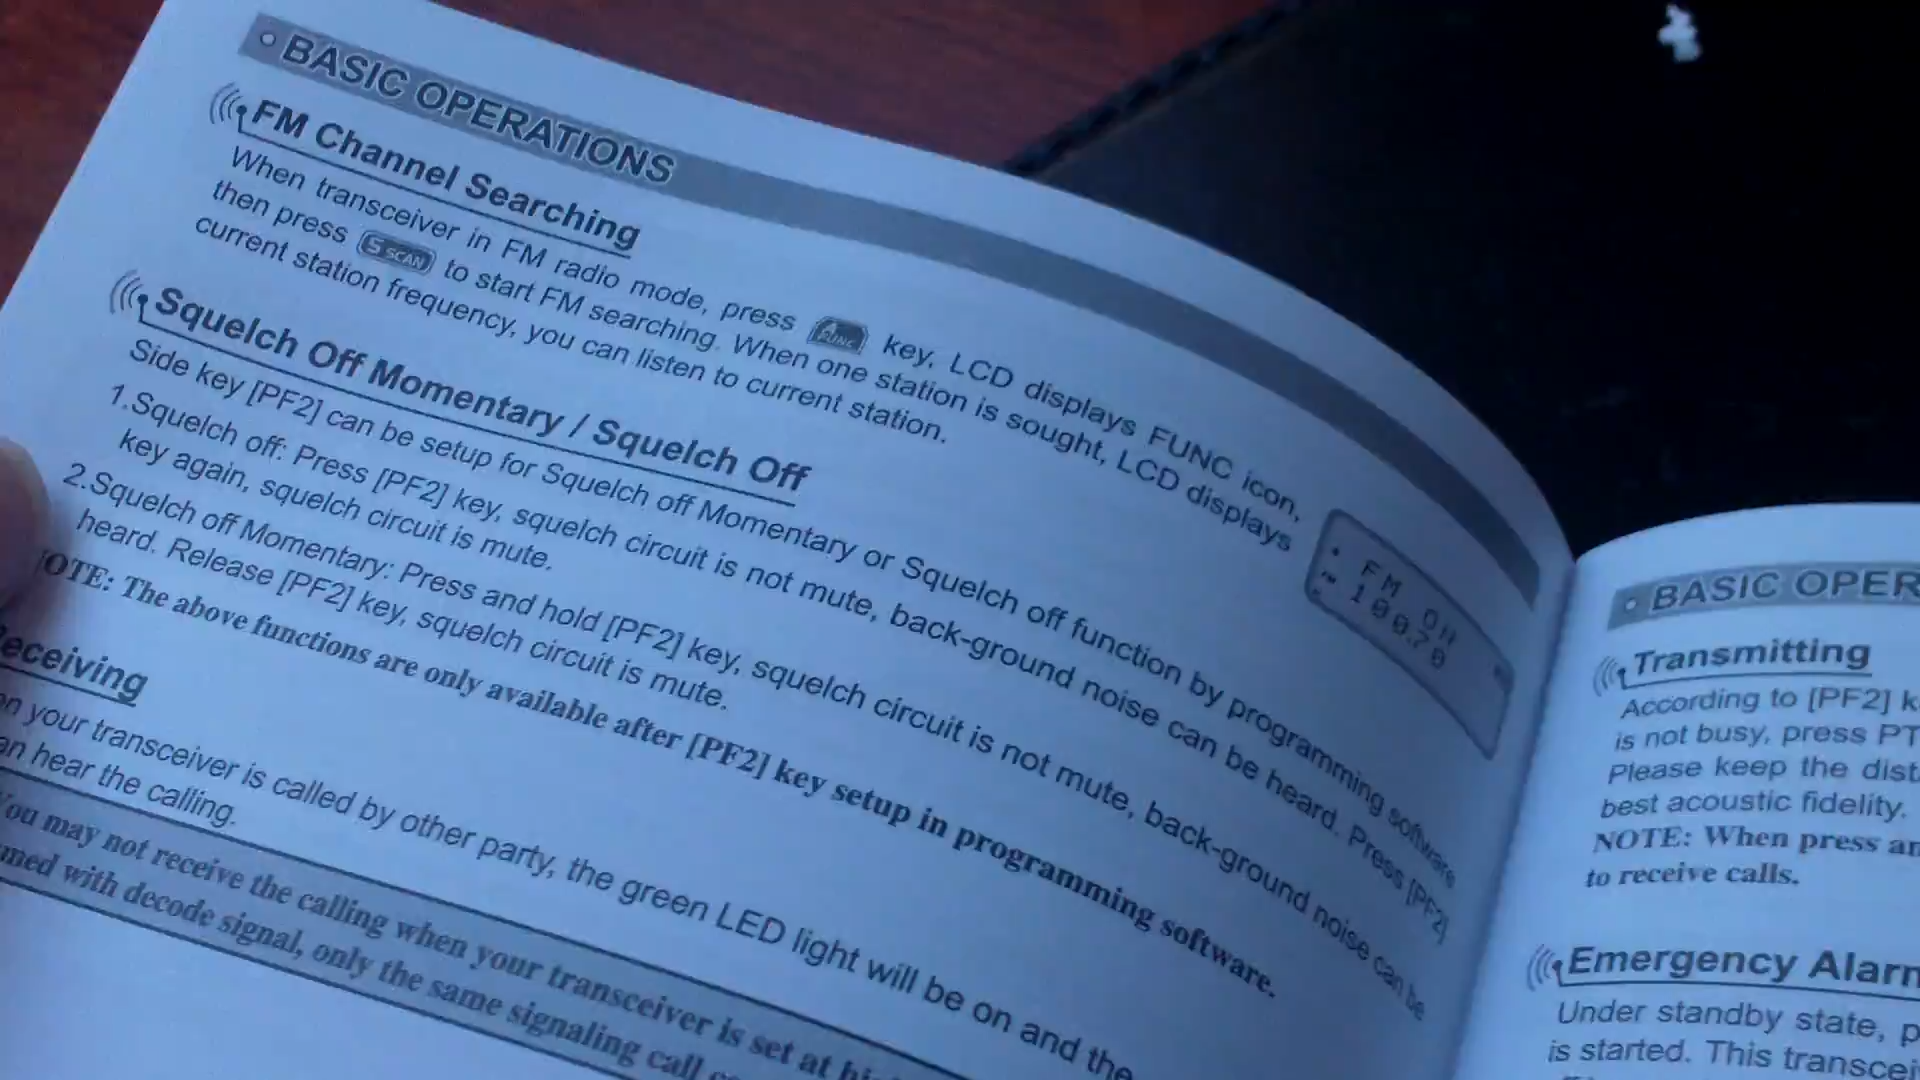 BASIC OPERATIONS
FM Channel Searching
When transceiver in FM radio mode, press A FUNC key, LCD displays FUNC icon,
then press 5 SCAN to start FM searching. When one station is sought, LCD displays
current station frequency, you can listen to current station.
FM ON
100.70
Squelch Off Momentary / Squelch Off
Side key [PF2] can be setup for Squelch off Momentary or Squelch off function by programming software
1.Squelch off: Press [PF2] key, squelch circuit is not mute, back-ground noise can be heard. Press [PF2]
key again, squelch circuit is mute.
2.Squelch off Momentary: Press and hold [PF2] key, squelch circuit is not mute, back-ground noise can be
heard. Release [PF2] key, squelch circuit is mute.
OTE: The above functions are only available after [PF2] key setup in programming software.
eceiving
your transceiver is called by other party, the green LED light will be on and the
hear the calling.
You may not receive the calling when your transceiver is set at
med with decode signal, only the same signaling call
BASIC OPER
Transmitting
According to [PF2] k
is not busy, press PT
Please keep the dist
best acoustic fidelity.
NOTE: When press an
to receive calls.
Emergency Alarm
Under standby state, p
is started. This transcei